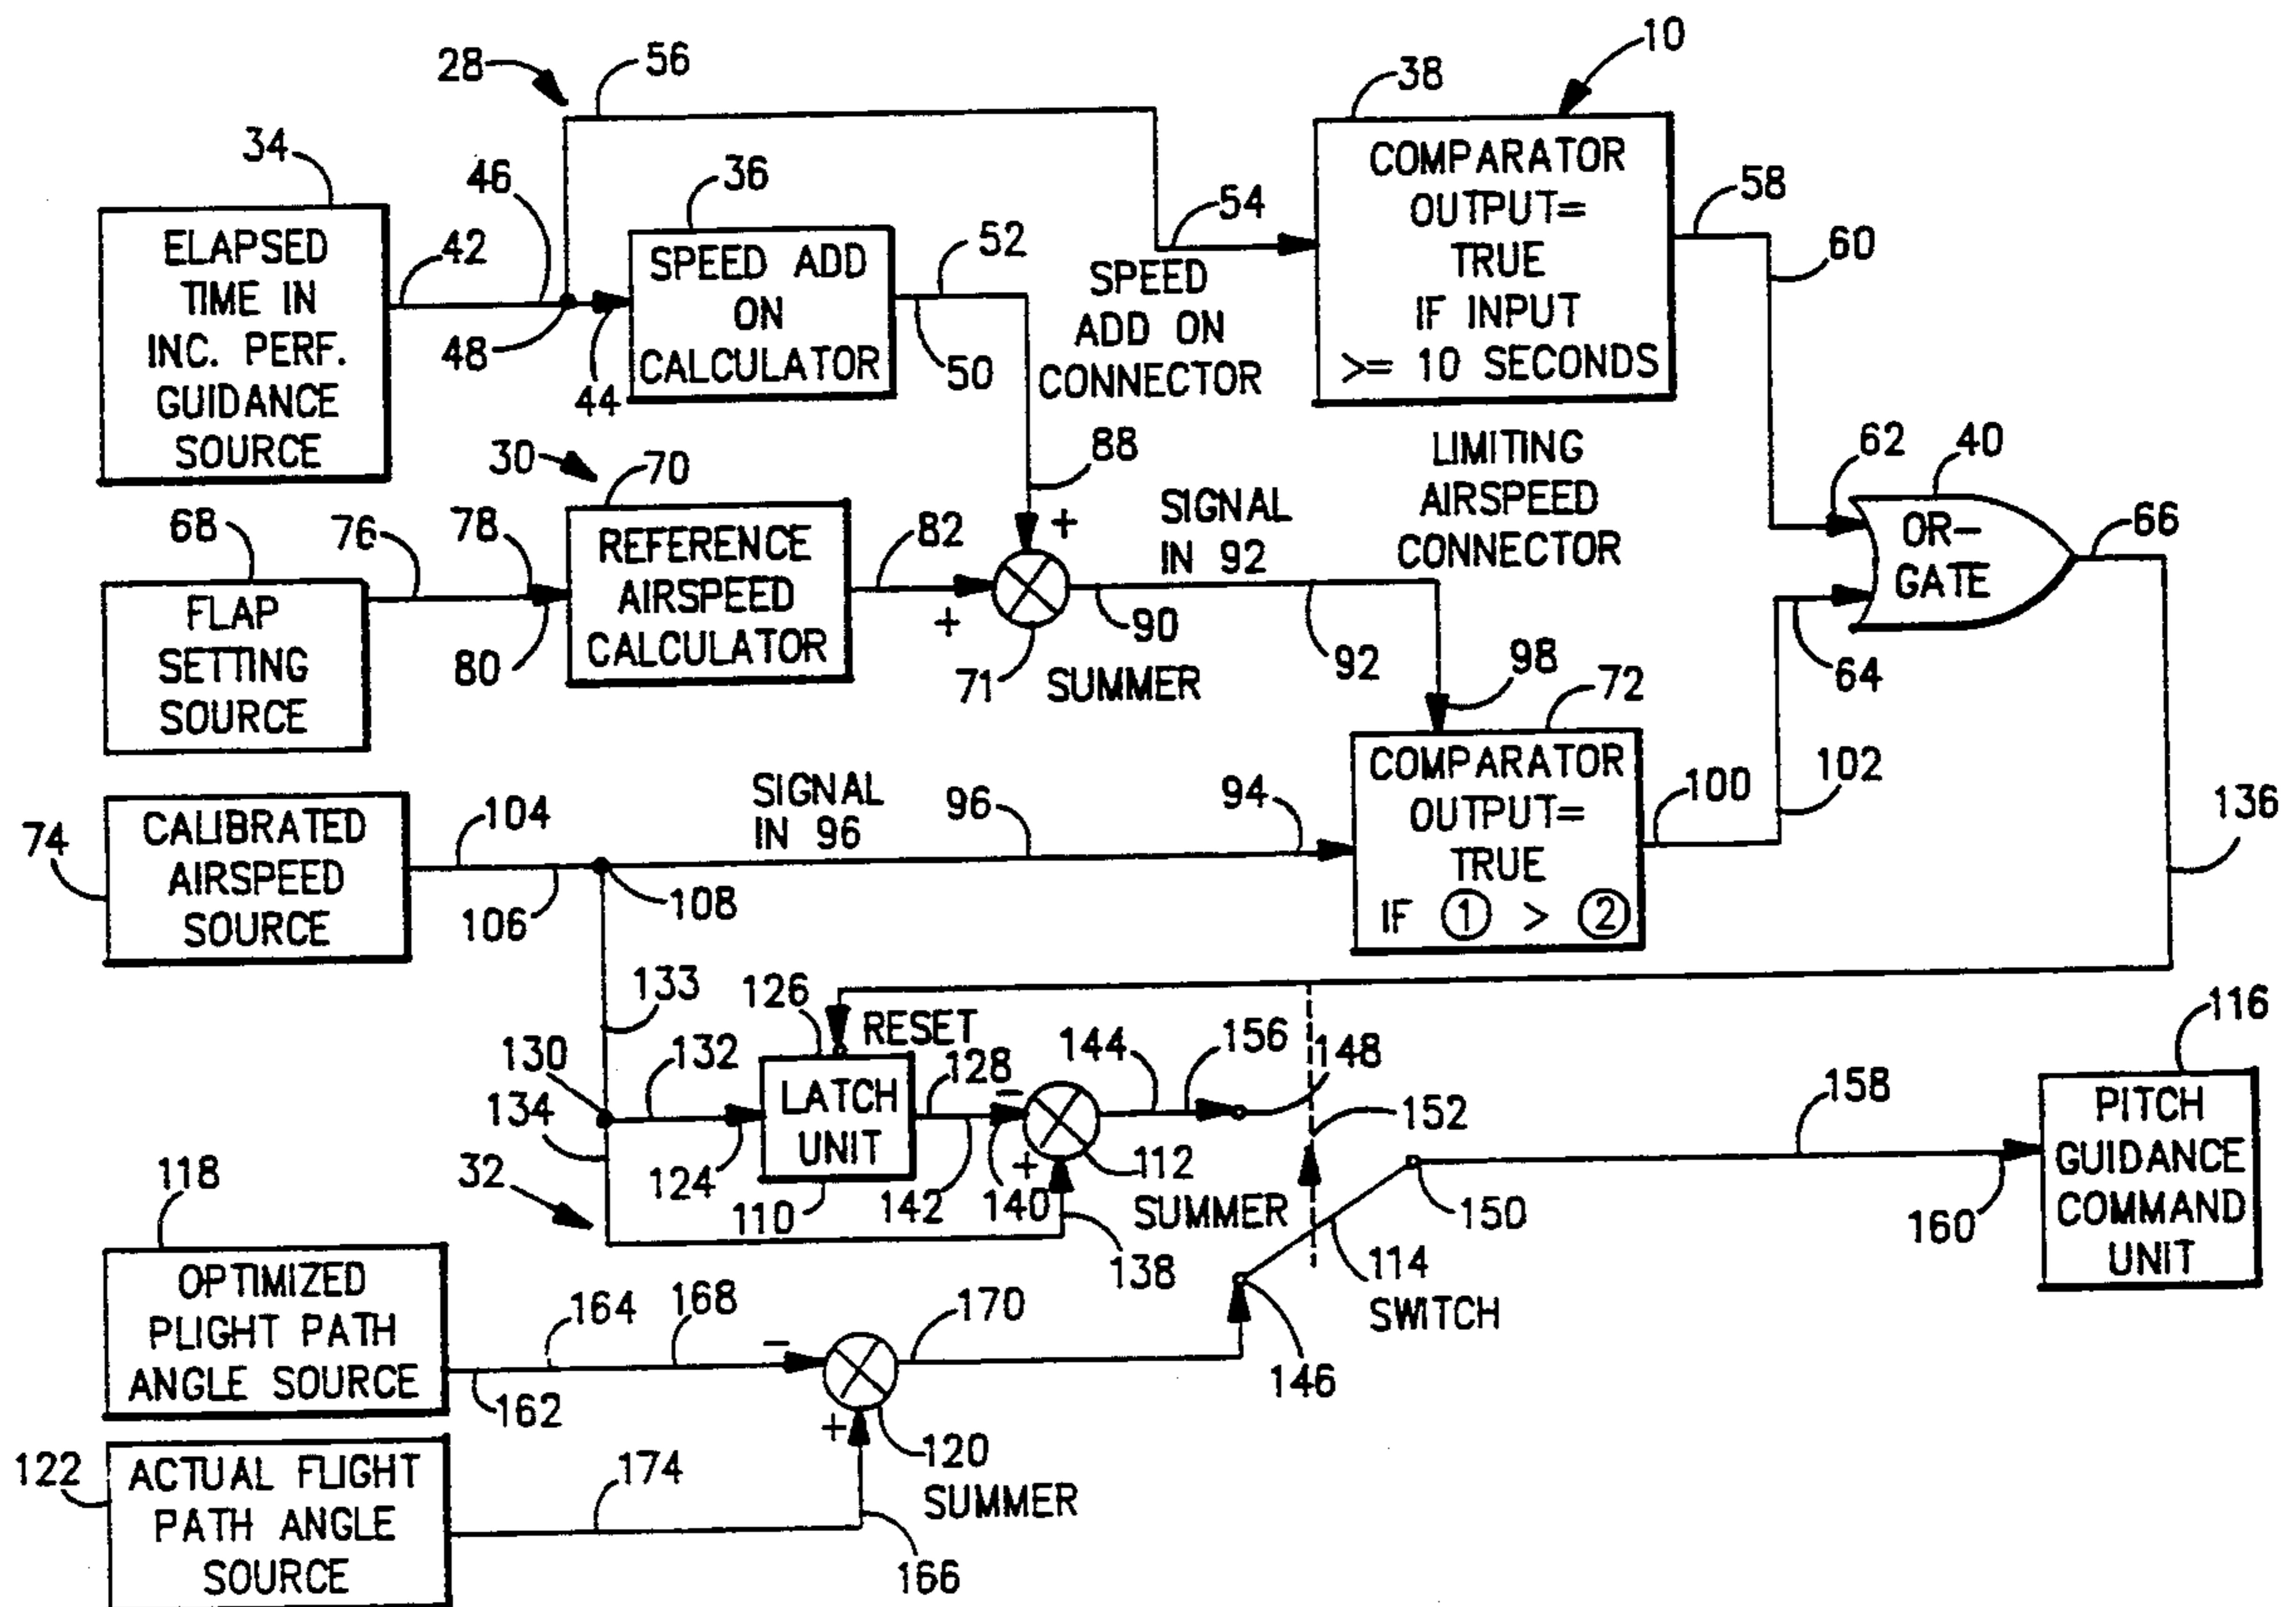 28
56
38
10
34
46
36
54
58
60
COMPARATOR
OUTPUT=
TRUE
IF INPUT
>= 10 SECONDS
ELAPSED
TIME IN
INC. PERF.
GUIDANCE
SOURCE
42
48
44
SPEED ADD
ON
CALCULATOR
52
50
SPEED
ADD ON
CONNECTOR
30
70
88
LIMITING
AIRSPEED
CONNECTOR
62
40
68
76
78
80
REFERENCE
AIRSPEED
CALCULATOR
82
+
+
SIGNAL
IN 92
90
92
71
SUMMER
OR-
GATE
66
64
FLAP
SETTING
SOURCE
98
72
COMPARATOR
OUTPUT=
TRUE
IF ① > ②
100
102
136
74
CALIBRATED
AIRSPEED
SOURCE
104
106
108
SIGNAL
IN 96
96
94
133
126
RESET
130
132
134
124
LATCH
UNIT
110
128
142
-
140
+
144
156
148
112
SUMMER
138
152
150
114
SWITCH
158
160
116
PITCH
GUIDANCE
COMMAND
UNIT
32
118
OPTIMIZED
PLIGHT PATH
ANGLE SOURCE
164
168
162
-
170
146
+
120
SUMMER
122
ACTUAL FLIGHT
PATH ANGLE
SOURCE
174
166